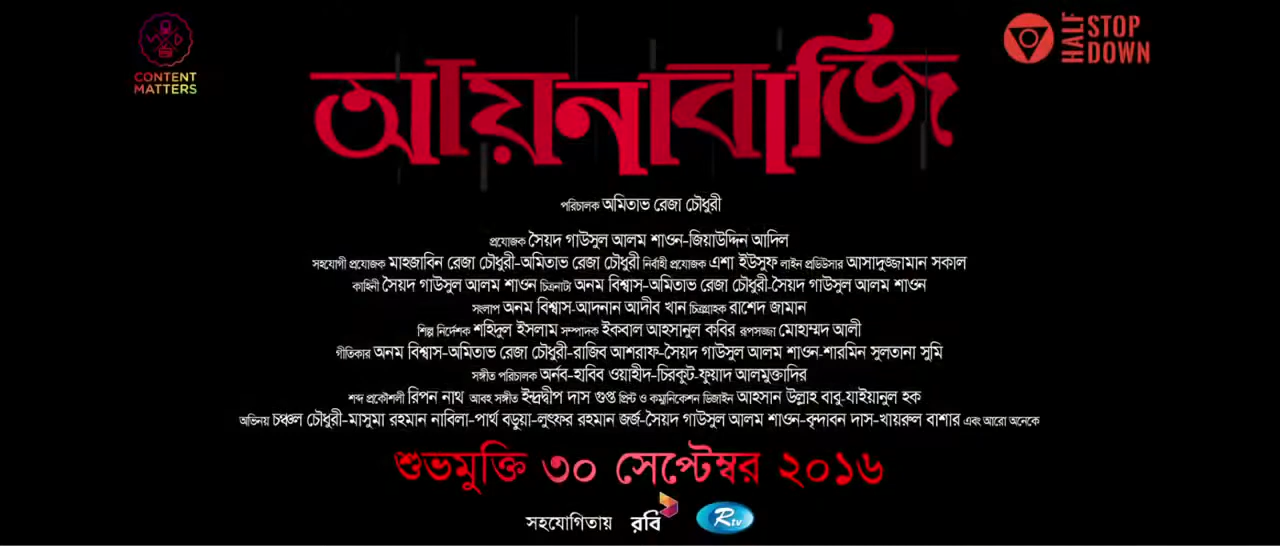 CONTENT
MATTERS
HALF STOP DOWN
আয়নাবাজি
পরিচালক অমিতাভ রেজা চৌধুরী
প্রযোজক সৈয়দ গাউসুল আলম শাওন-জিয়াউদ্দিন আদিল
সহযোগী প্রযোজক মাহজাবিন রেজা চৌধুরী-অমিতাভ রেজা চৌধুরী নির্বাহী প্রযোজক এশা ইউসুফ লাইন প্রডিউসার আসাদুজ্জামান সকাল
কাহিনী সৈয়দ গাউসুল আলম শাওন চিত্রনাট্য অনম বিশ্বাস-অমিতাভ রেজা চৌধুরী-সৈয়দ গাউসুল আলম শাওন
সংলাপ অনম বিশ্বাস-আদনান আদীব খান চিত্রগ্রাহক রাশেদ জামান
শিল্প নির্দেশক শহিদুল ইসলাম সম্পাদক ইকবাল আহসানুল কবির রূপসজ্জা মোহাম্মদ আলী
গীতিকার অনম বিশ্বাস-অমিতাভ রেজা চৌধুরী-রাজিব আশরাফ-সৈয়দ গাউসুল আলম শাওন-শারমিন সুলতানা সুমি
সঙ্গীত পরিচালক অর্নব-হাবিব ওয়াহীদ-চিরকুট-ফুয়াদ আলমুক্তাদির
শব্দ প্রকৌশলী রিপন নাথ আবহ সঙ্গীত ইন্দ্রদ্বীপ দাস গুপ্ত প্রিন্ট ও কম্যুনিকেশন ডিজাইন আহসান উল্লাহ বাবু-যাইয়ানুল হক
অভিনয় চঞ্চল চৌধুরী-মাসুমা রহমান নাবিলা-পার্থ বড়ুয়া-লুৎফর রহমান জর্জ-সৈয়দ গাউসুল আলম শাওন-বৃন্দাবন দাস-খায়রুল বাশার এবং আরো অনেকে
শুভমুক্তি ৩০ সেপ্টেম্বর ২০১৬
সহযোগিতায় রবি Rtv